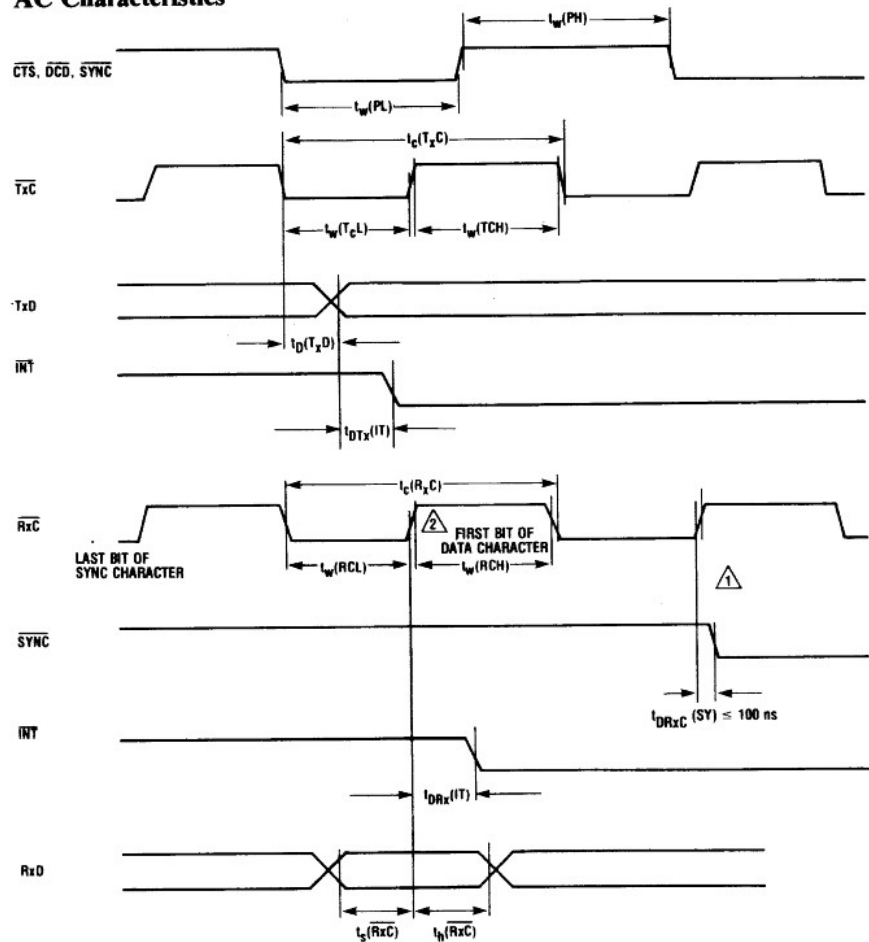 AC Characteristics
tw(PH)
CTS, DCD, SYNC
tw(PL)
tc(TxC)
TxC
tw(TcL)
tw(TCH)
TxD
tD(TxD)
INT
tDTx(IT)
tc(RxC)
RxC
2
FIRST BIT OF
DATA CHARACTER
LAST BIT OF
SYNC CHARACTER
tw(RCL)
tw(RCH)
1
SYNC
tDRxC (SY) ≤ 100 ns
INT
tDRx(IT)
RxD
ts(RxC)
th(RxC)